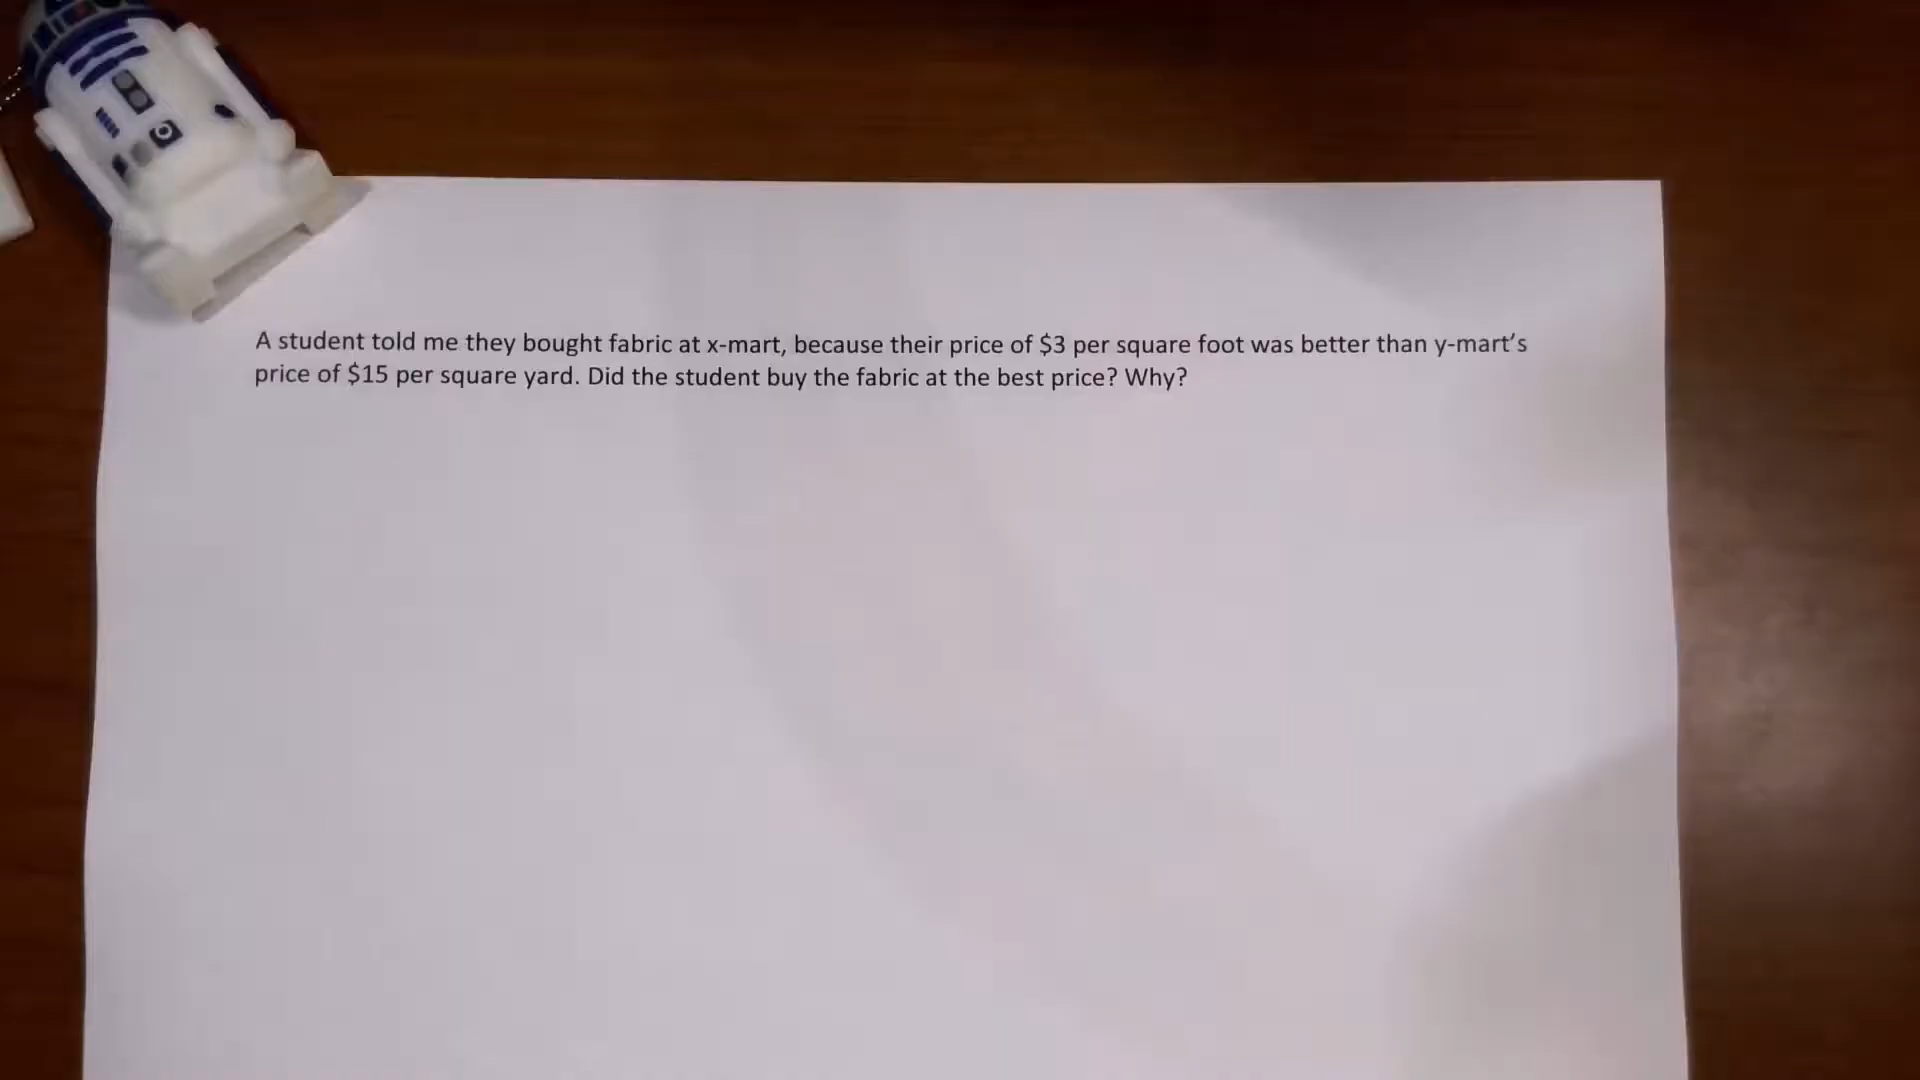 A student told me they bought fabric at x-mart, because their price of $3 per square foot was better than y-mart’s
price of $15 per square yard. Did the student buy the fabric at the best price? Why?